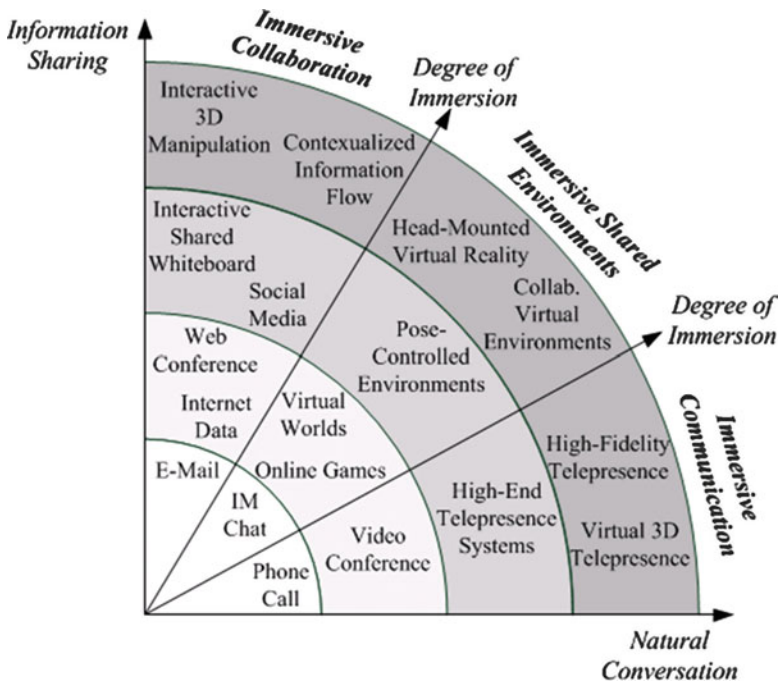 Information
Sharing
Immersive
Collaboration
Degree of
Immersion
Immersive Shared
Environments
Degree of
Immersion
Immersive
Communication
Natural
Conversation
Interactive
3D
Manipulation
Contexualized
Information
Flow
Head-Mounted
Virtual Reality
Collab.
Virtual
Environments
High-Fidelity
Telepresence
Virtual 3D
Telepresence
Interactive
Shared
Whiteboard
Social
Media
Pose-
Controlled
Environments
High-End
Telepresence
Systems
Web
Conference
Internet
Data
Virtual
Worlds
Online Games
Video
Conference
E-Mail
IM
Chat
Phone
Call